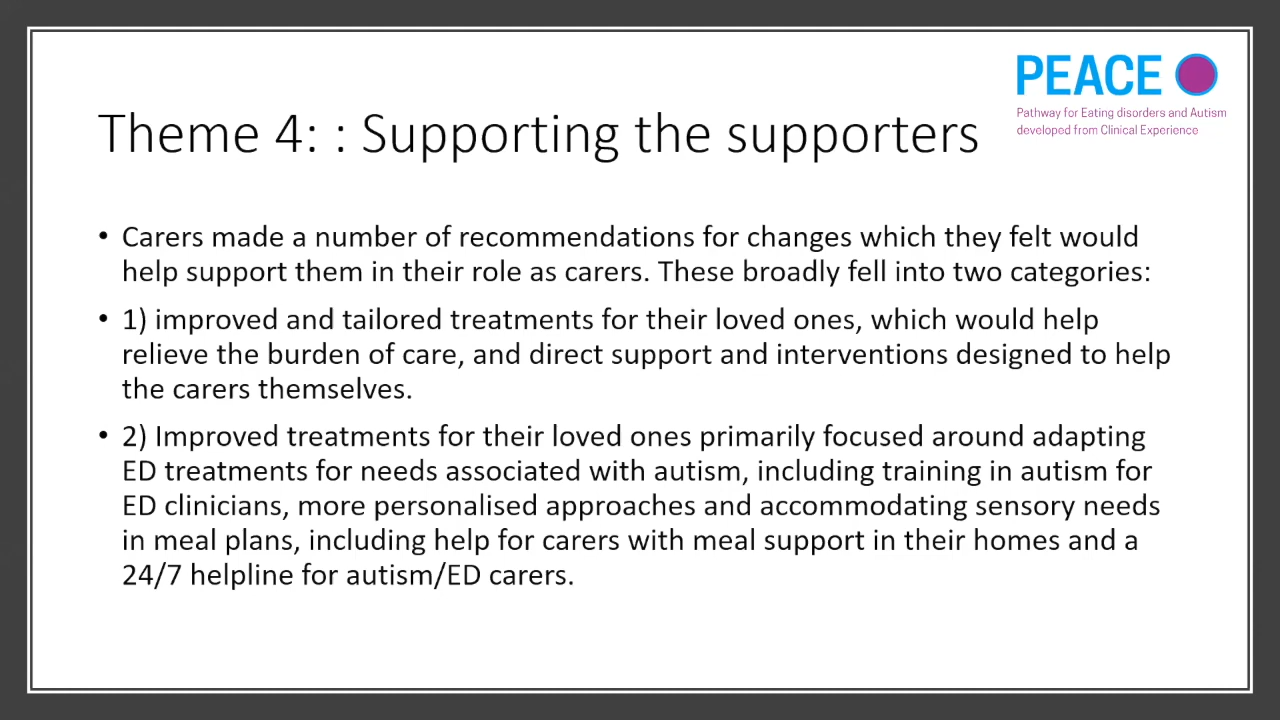 PEACE
Pathway for Eating disorders and Autism
developed from Clinical Experience
Theme 4: : Supporting the supporters
• Carers made a number of recommendations for changes which they felt would
help support them in their role as carers. These broadly fell into two categories:
• 1) improved and tailored treatments for their loved ones, which would help
relieve the burden of care, and direct support and interventions designed to help
the carers themselves.
• 2) Improved treatments for their loved ones primarily focused around adapting
ED treatments for needs associated with autism, including training in autism for
ED clinicians, more personalised approaches and accommodating sensory needs
in meal plans, including help for carers with meal support in their homes and a
24/7 helpline for autism/ED carers.